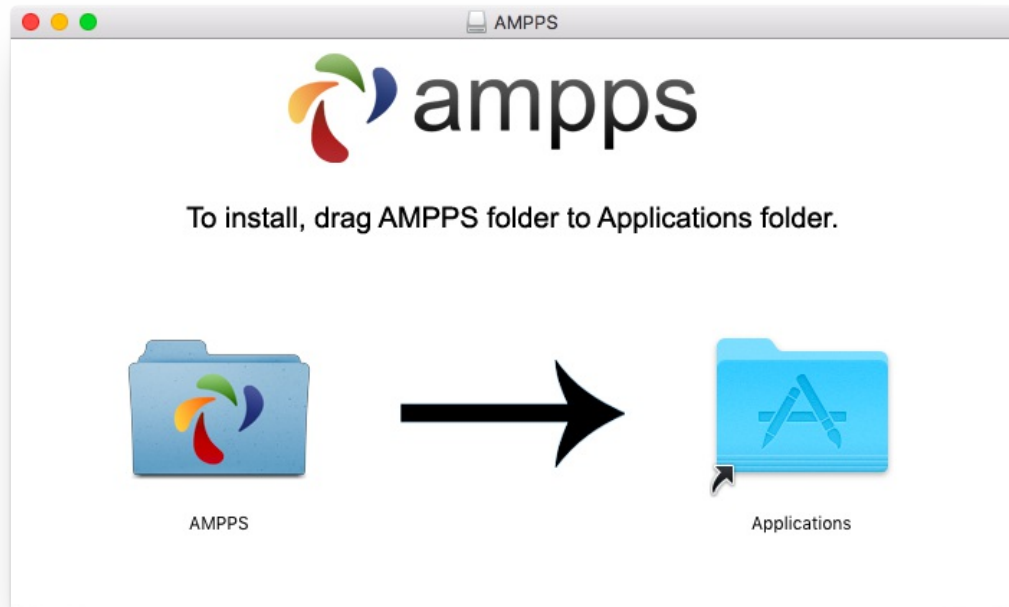 AMPPS
ampps
To install, drag AMPPS folder to Applications folder.
AMPPS
Applications